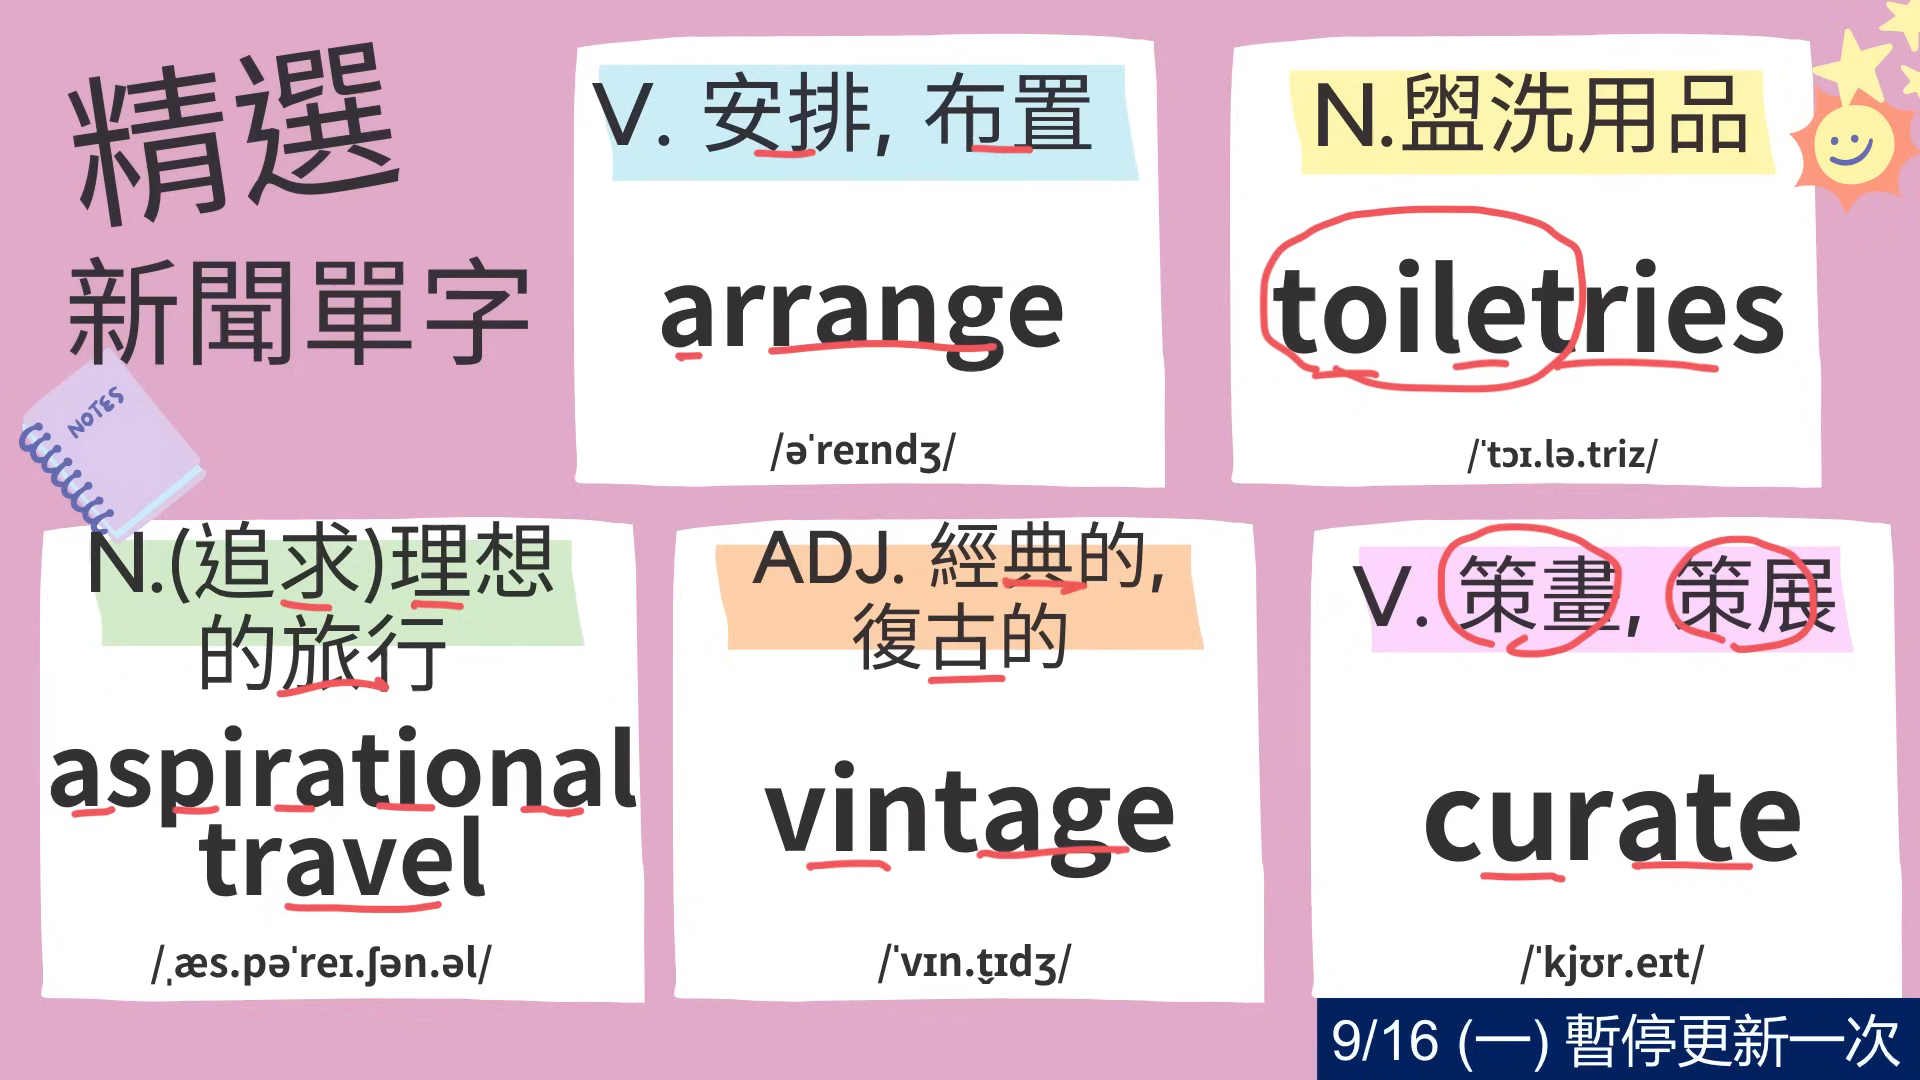 精選
新聞單字
NOTES
V. 安排, 布置
arrange
/əˈreɪndʒ/
N.盥洗用品
toiletries
/ˈtɔɪ.lə.triz/
N.(追求)理想
的旅行
aspirational
travel
/ˌæs.pəˈreɪ.ʃən.əl/
ADJ. 經典的,
復古的
vintage
/ˈvɪn.t̬ɪdʒ/
V. 策畫, 策展
curate
/ˈkjʊr.eɪt/
9/16 (一) 暫停更新一次